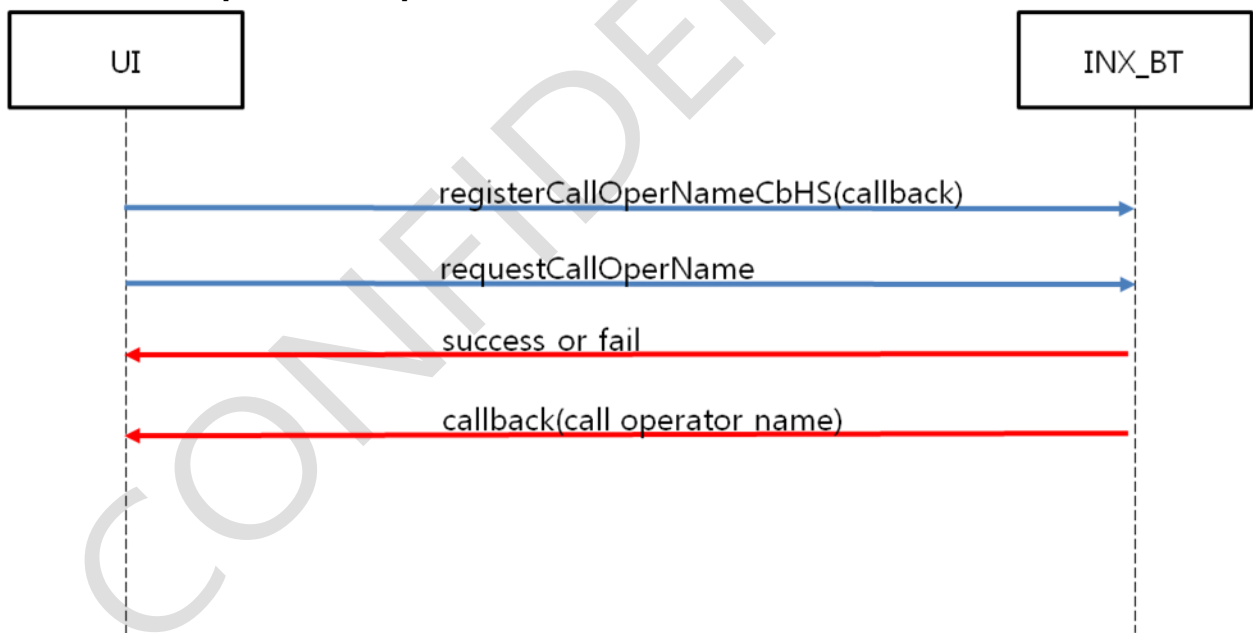 UI
INX_BT
registerCallOperNameCbHS(callback)
requestCallOperName
success or fail
callback(call operator name)
CONFIDE